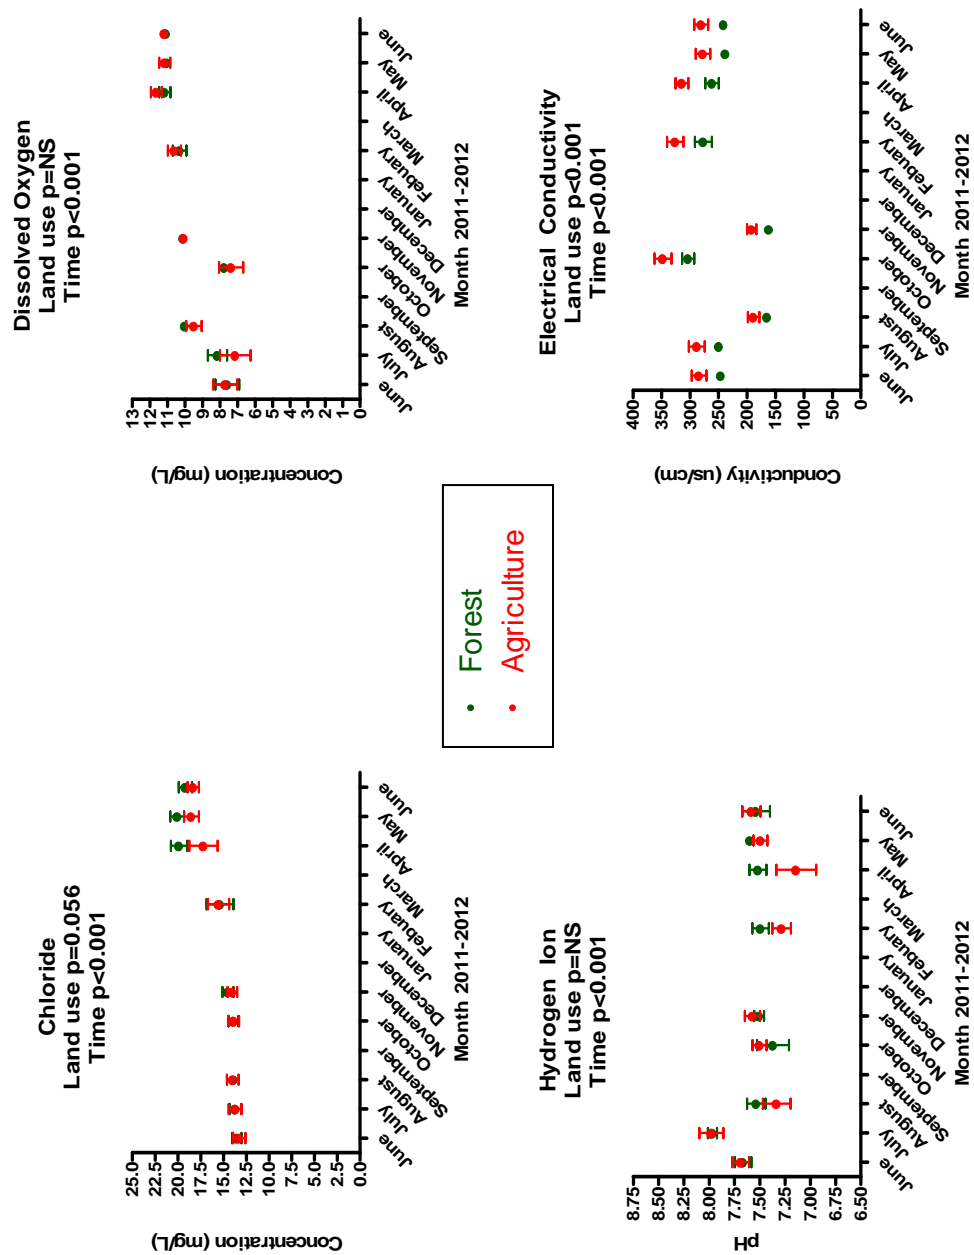 Chloride
Land use p=0.056
Time p<0.001
Concentration (mg/L)
25.0
22.5
20.0
17.5
15.0
12.5
10.0
7.5
5.0
2.5
0.0
June
July
August
September
October
November
December
January
Febuary
March
April
May
June
Month 2011-2012
Dissolved Oxygen
Land use p=NS
Time p<0.001
Concentration (mg/L)
13
12
11
10
9
8
7
6
5
4
3
2
1
0
June
July
August
September
October
November
December
January
Febuary
March
April
May
June
Month 2011-2012
Forest
Agriculture
Hydrogen Ion
Land use p=NS
Time p<0.001
pH
8.75
8.50
8.25
8.00
7.75
7.50
7.25
7.00
6.75
6.50
June
July
August
September
October
November
December
January
Febuary
March
April
May
June
Month 2011-2012
Electrical Conductivity
Land use p<0.001
Time p<0.001
Conductivity (us/cm)
400
350
300
250
200
150
100
50
0
June
July
August
September
October
November
December
January
Febuary
March
April
May
June
Month 2011-2012